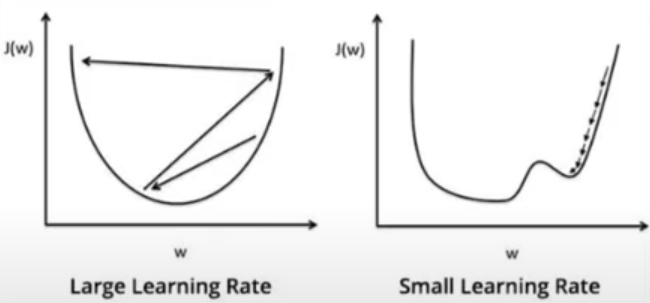 J(w)
w
Large Learning Rate
J(w)
w
Small Learning Rate